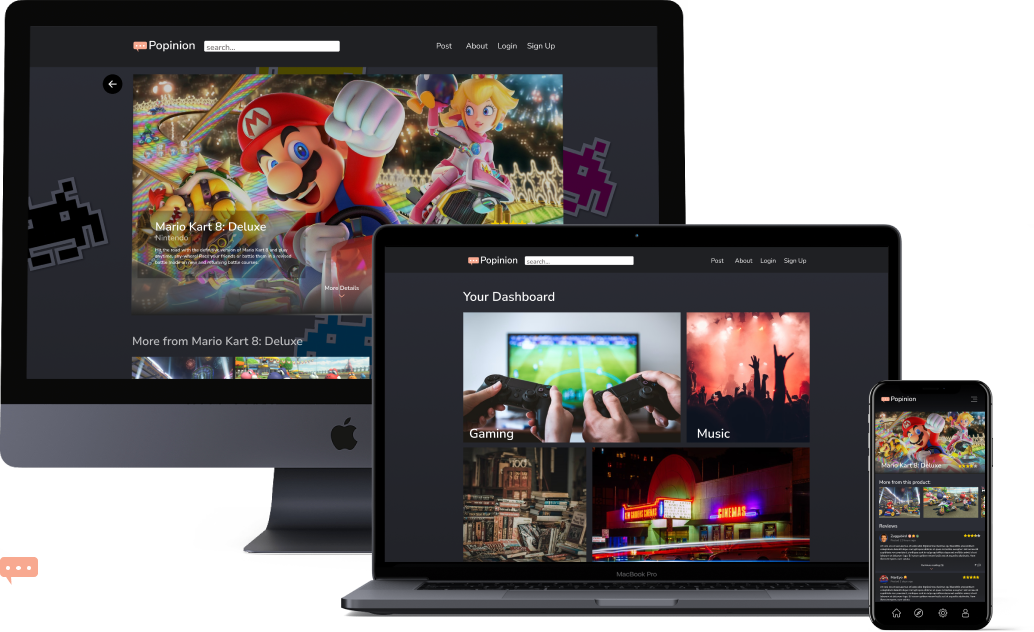 Popinion
search...
Post
About
Login
Sign Up
M
Mario Kart 8: Deluxe
Nintendo
Hit the road with the definitive version of Mario Kart 8 and play
anytime, any-where! Race your friends or battle them in a revised
battle mode on new and returning battle courses
More Details
More from Mario Kart 8: Deluxe
Popinion
search...
Post
About
Login
Sign Up
Your Dashboard
Gaming
Music
CINEMAS
MacBook Pro
Popinion
Mario Kart 8: Deluxe
More from this product
Reviews